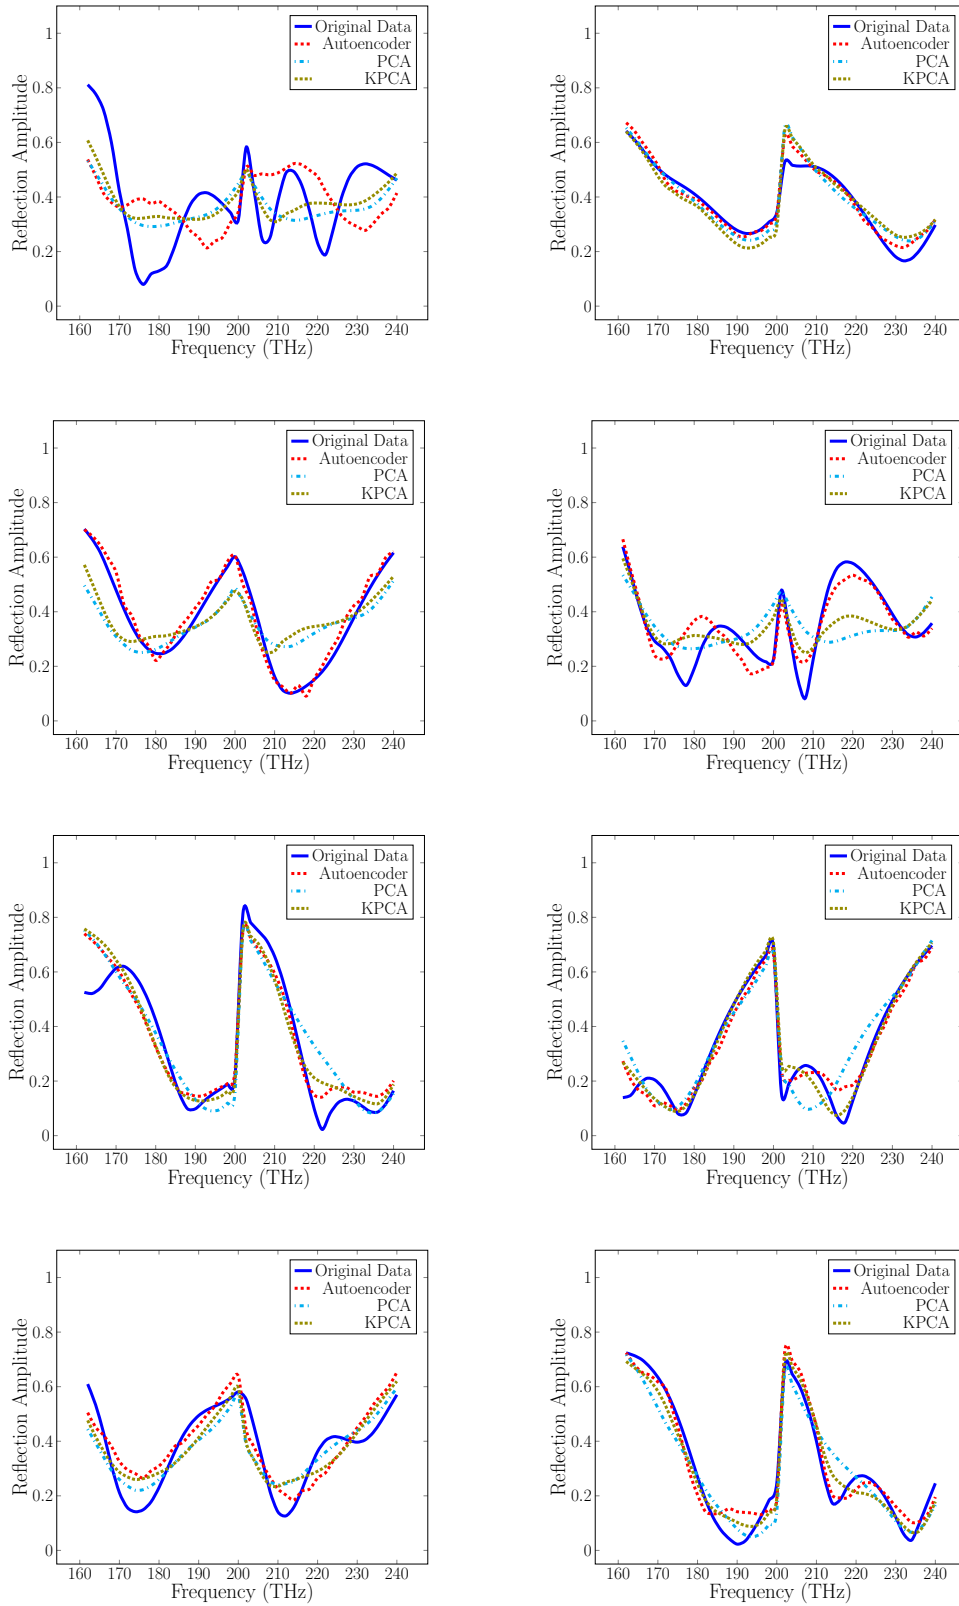 1
0.8
0.6
0.4
0.2
0
Reflection Amplitude
Original Data
Autoencoder
PCA
KPCA
160 170 180 190 200 210 220 230 240
Frequency (THz)
1
0.8
0.6
0.4
0.2
0
Reflection Amplitude
Original Data
Autoencoder
PCA
KPCA
160 170 180 190 200 210 220 230 240
Frequency (THz)
1
0.8
0.6
0.4
0.2
0
Reflection Amplitude
Original Data
Autoencoder
PCA
KPCA
160 170 180 190 200 210 220 230 240
Frequency (THz)
1
0.8
0.6
0.4
0.2
0
Reflection Amplitude
Original Data
Autoencoder
PCA
KPCA
160 170 180 190 200 210 220 230 240
Frequency (THz)
1
0.8
0.6
0.4
0.2
0
Reflection Amplitude
Original Data
Autoencoder
PCA
KPCA
160 170 180 190 200 210 220 230 240
Frequency (THz)
1
0.8
0.6
0.4
0.2
0
Reflection Amplitude
Original Data
Autoencoder
PCA
KPCA
160 170 180 190 200 210 220 230 240
Frequency (THz)
1
0.8
0.6
0.4
0.2
0
Reflection Amplitude
Original Data
Autoencoder
PCA
KPCA
160 170 180 190 200 210 220 230 240
Frequency (THz)
1
0.8
0.6
0.4
0.2
0
Reflection Amplitude
Original Data
Autoencoder
PCA
KPCA
160 170 180 190 200 210 220 230 240
Frequency (THz)